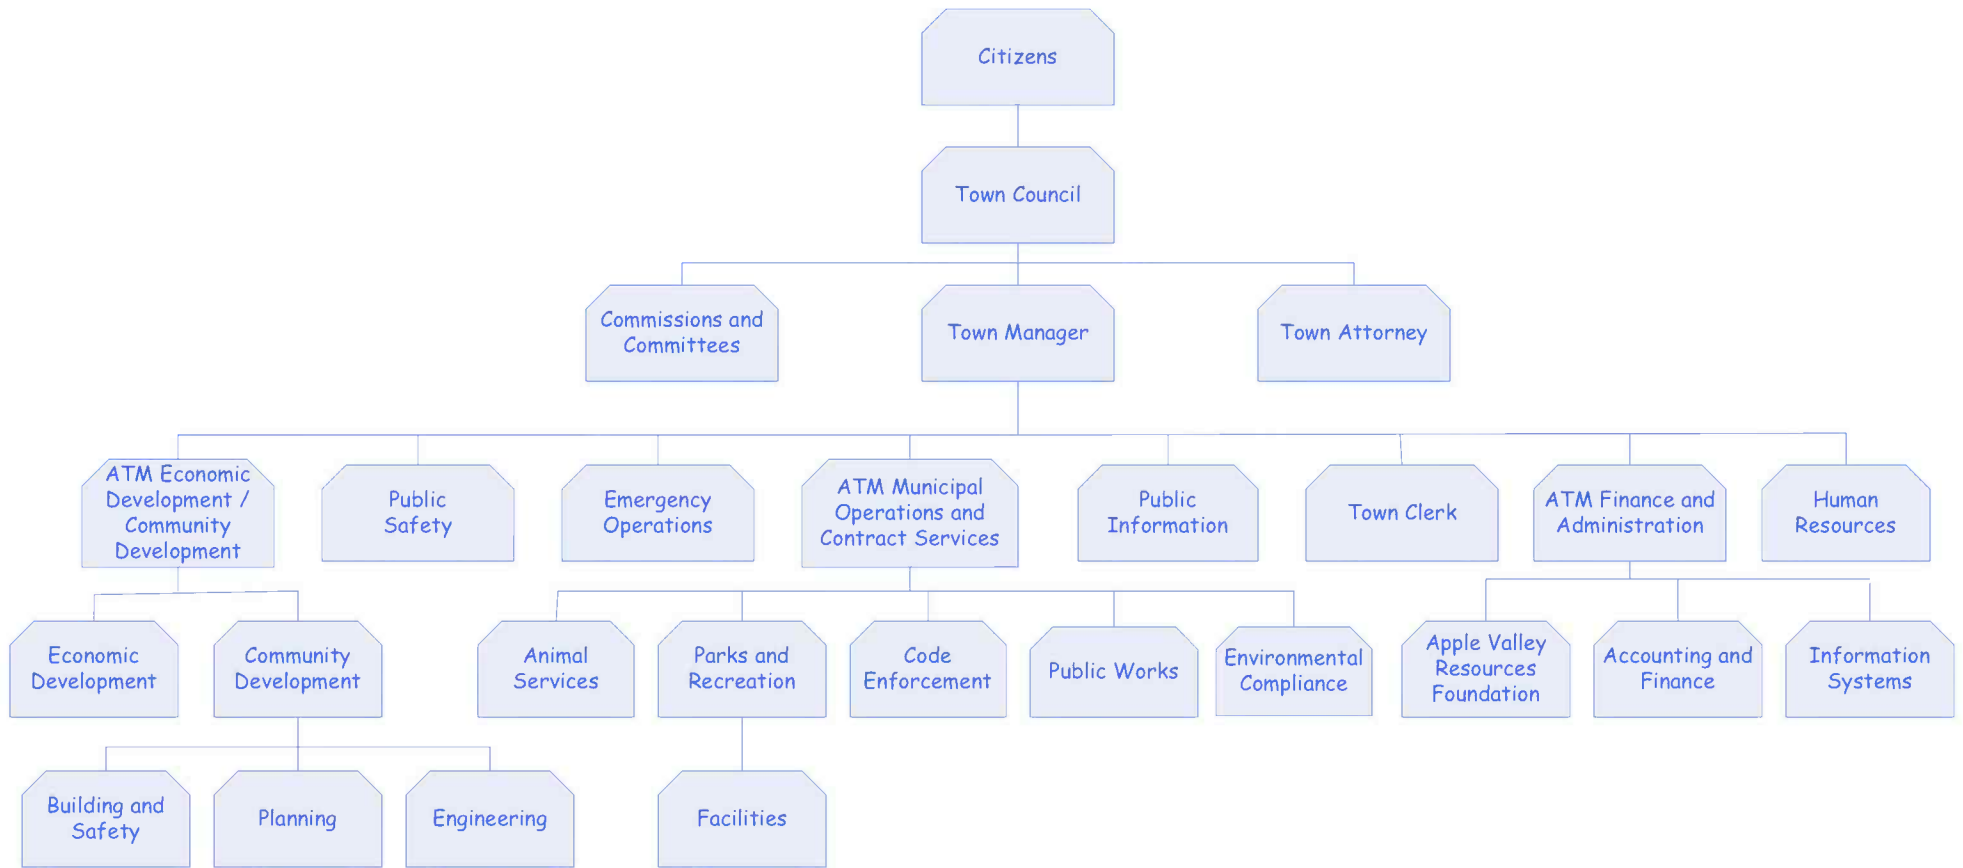 Citizens
Town Council
Commissions and
Committees
Town Manager
Town Attorney
ATM Economic
Development /
Community
Development
Public
Safety
Emergency
Operations
ATM Municipal
Operations and
Contract Services
Public
Information
Town Clerk
ATM Finance and
Administration
Human
Resources
Economic
Development
Community
Development
Animal
Services
Parks and
Recreation
Code
Enforcement
Public Works
Environmental
Compliance
Apple Valley
Resources
Foundation
Accounting and
Finance
Information
Systems
Building and
Safety
Planning
Engineering
Facilities